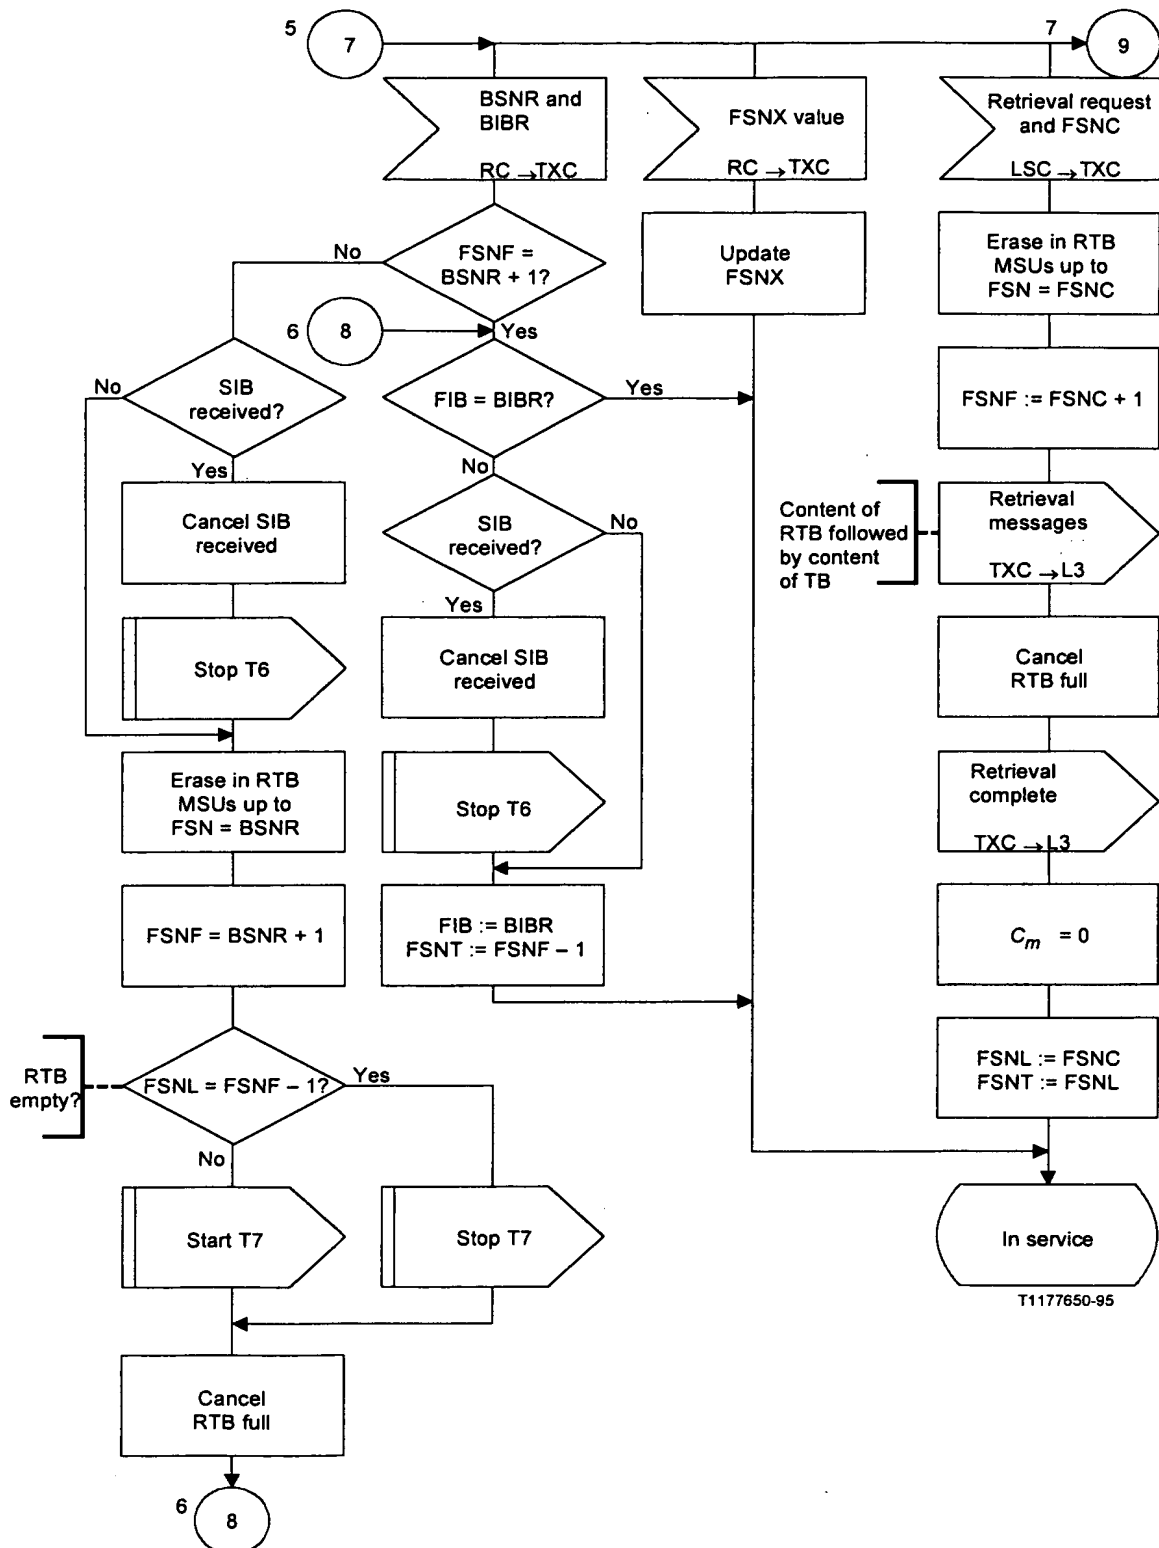 5
7
7
9
BSNR and
BIBR
RC → TXC
FSNX value
RC → TXC
Retrieval request
and FSNC
LSC → TXC
No
FSNF =
BSNR + 1?
Update
FSNX
Erase in RTB
MSUs up to
FSN = FSNC
6
8
Yes
No
SIB
received?
FIB = BIBR?
Yes
FSNF := FSNC + 1
Yes
No
Cancel SIB
received
SIB
received?
No
Content of
RTB followed
by content
of TB
Retrieval
messages
TXC → L3
Yes
Stop T6
Cancel SIB
received
Cancel
RTB full
Erase in RTB
MSUs up to
FSN = BSNR
Stop T6
Retrieval
complete
TXC → L3
FSNF = BSNR + 1
FIB := BIBR
FSNT := FSNF – 1
Cm = 0
RTB
empty?
FSNL = FSNF – 1?
Yes
FSNL := FSNC
FSNT := FSNL
No
Start T7
Stop T7
In service
T1177650-95
Cancel
RTB full
6
8